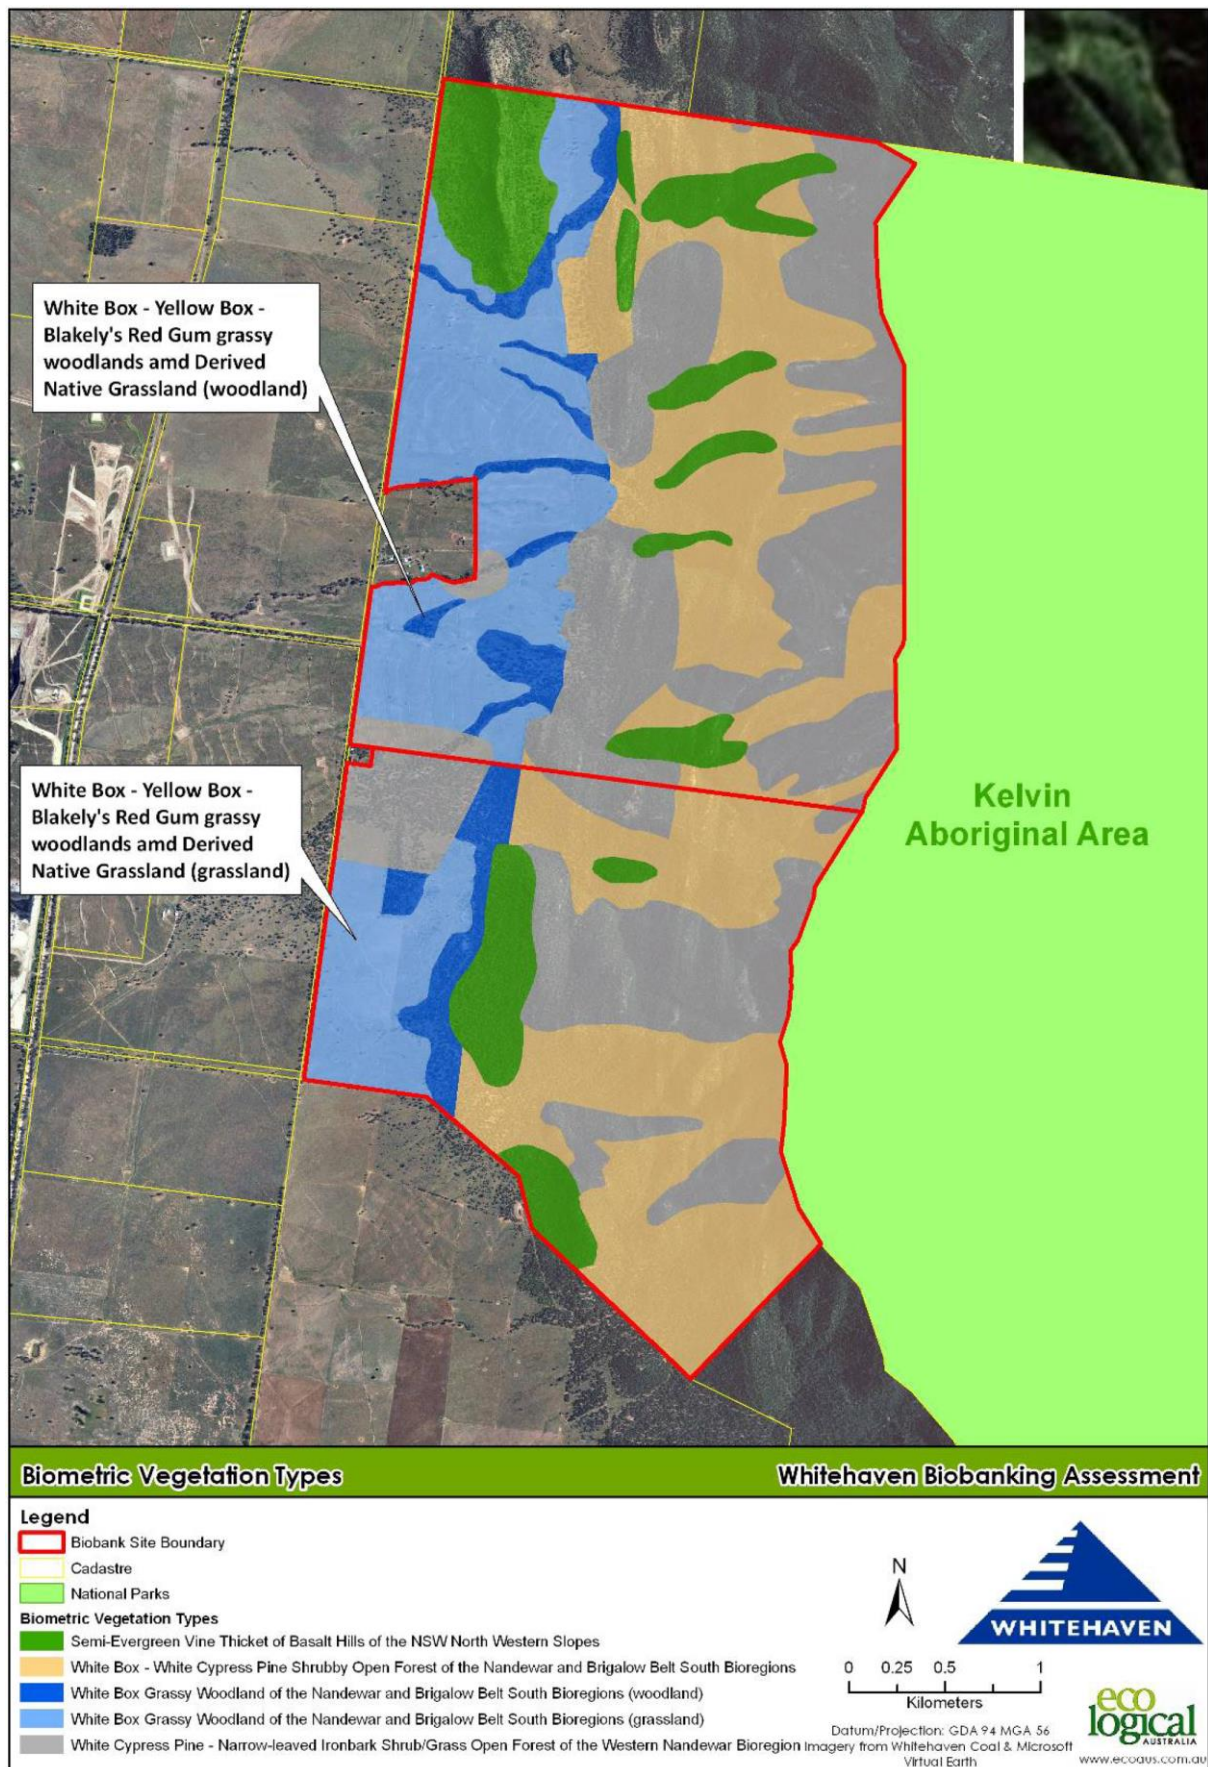 White Box - Yellow Box -
Blakely's Red Gum grassy
woodlands amd Derived
Native Grassland (woodland)
White Box - Yellow Box -
Blakely's Red Gum grassy
woodlands amd Derived
Native Grassland (grassland)
Kelvin
Aboriginal Area
Biometric Vegetation Types
Whitehaven Biobanking Assessment
Legend
Biobank Site Boundary
Cadastre
National Parks
Biometric Vegetation Types
Semi-Evergreen Vine Thicket of Basalt Hills of the NSW North Western Slopes
White Box - White Cypress Pine Shrubby Open Forest of the Nandewar and Brigalow Belt South Bioregions
White Box Grassy Woodland of the Nandewar and Brigalow Belt South Bioregions (woodland)
White Box Grassy Woodland of the Nandewar and Brigalow Belt South Bioregions (grassland)
White Cypress Pine - Narrow-leaved Ironbark Shrub/Grass Open Forest of the Western Nandewar Bioregion
N
0 0.25 0.5 1
Kilometers
Datum/Projection: GDA 94 MGA 56
Imagery from Whitehaven Coal & Microsoft
Virtual Earth
WHITEHAVEN
eco
logical
AUSTRALIA
www.ecoaus.com.au